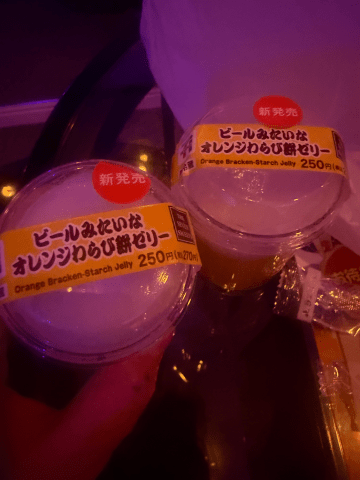 新発売
ビールみたいな
オレンジわらび餅ゼリー
Orange Bracken-Starch Jelly 250円
新発売
ビールみたいな
オレンジわらび餅ゼリー
Orange Bracken-Starch Jelly 250円(税込270円)